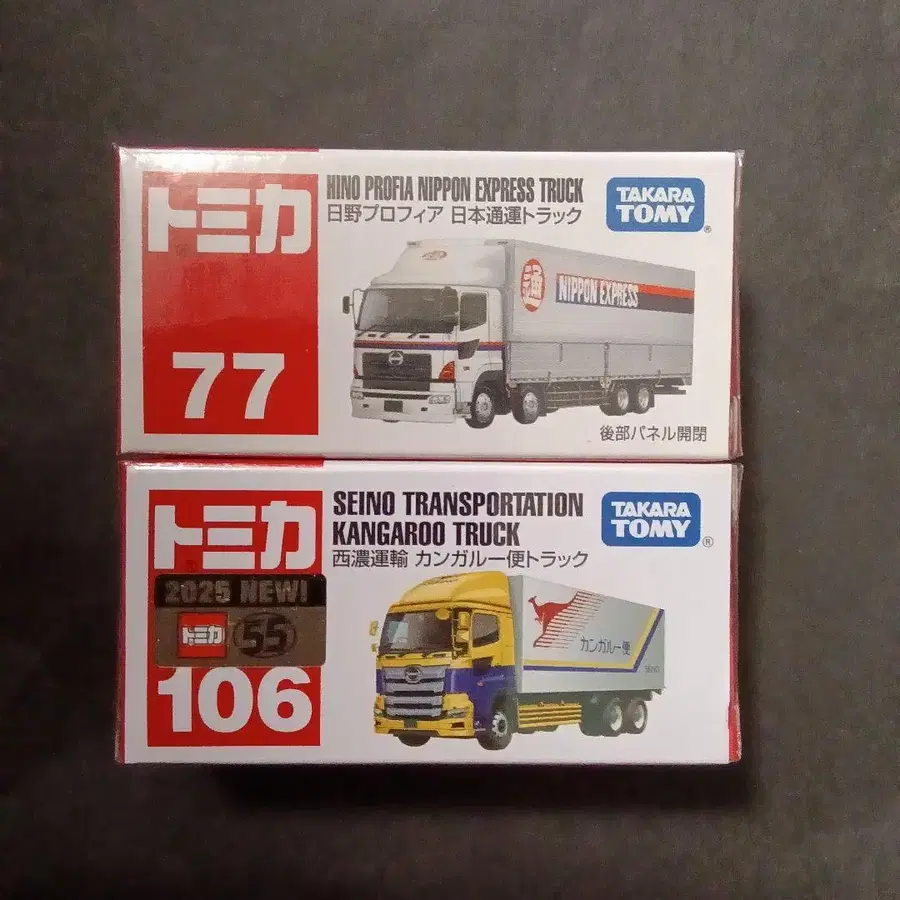 トミカ
77
HINO PROFIA NIPPON EXPRESS TRUCK
日野プロフィア 日本通運トラック
TAKARA
TOMY
通
NIPPON EXPRESS
後部パネル開閉
トミカ
2025 NEW!
トミカ 55
106
SEINO TRANSPORTATION
KANGAROO TRUCK
西濃運輸 カンガルー便トラック
TAKARA
TOMY
カンガルー便